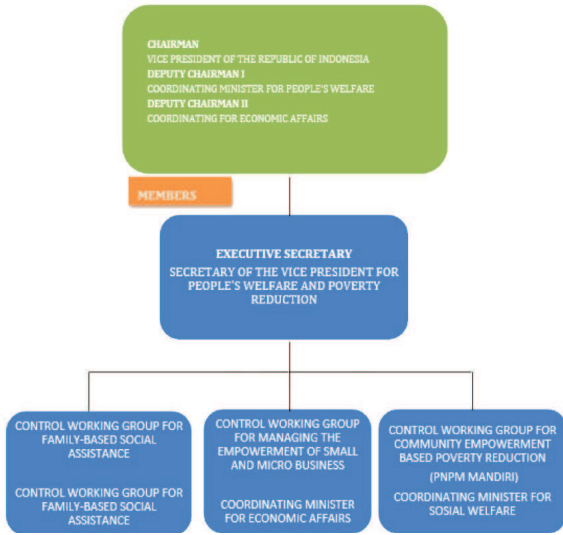 CHAIRMAN
VICE PRESIDENT OF THE REPUBLIC OF INDONESIA
DEPUTY CHAIRMAN I
COORDINATING MINISTER FOR PEOPLE'S WELFARE
DEPUTY CHAIRMAN II
COORDINATING FOR ECONOMIC AFFAIRS
MEMBERS
EXECUTIVE SECRETARY
SECRETARY OF THE VICE PRESIDENT FOR
PEOPLE'S WELFARE AND POVERTY
REDUCTION
CONTROL WORKING GROUP FOR
FAMILY-BASED SOCIAL
ASSISTANCE
CONTROL WORKING GROUP FOR
FAMILY-BASED SOCIAL
ASSISTANCE
CONTROL WORKING GROUP
FOR MANAGING THE
EMPOWERMENT OF SMALL
AND MICRO BUSINESS
COORDINATING MINISTER
FOR ECONOMIC AFFAIRS
CONTROL WORKING GROUP FOR
COMMUNITY EMPOWERMENT
BASED POVERTY REDUCTION
(PNPM MANDIRI)
COORDINATING MINISTER FOR
SOSIAL WELFARE